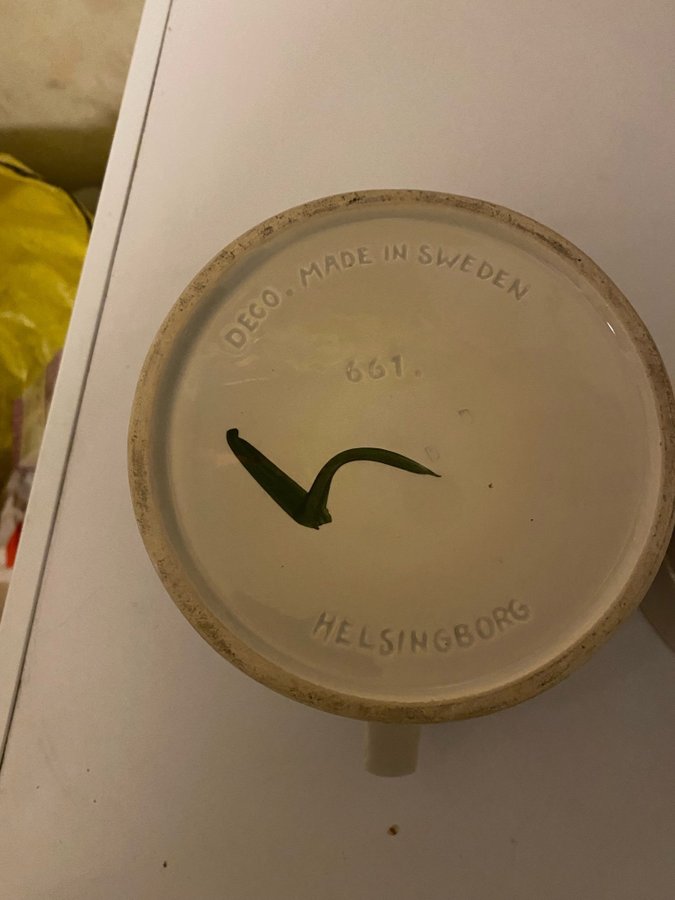 DECO. MADE IN SWEDEN
661.
HELSINGBORG